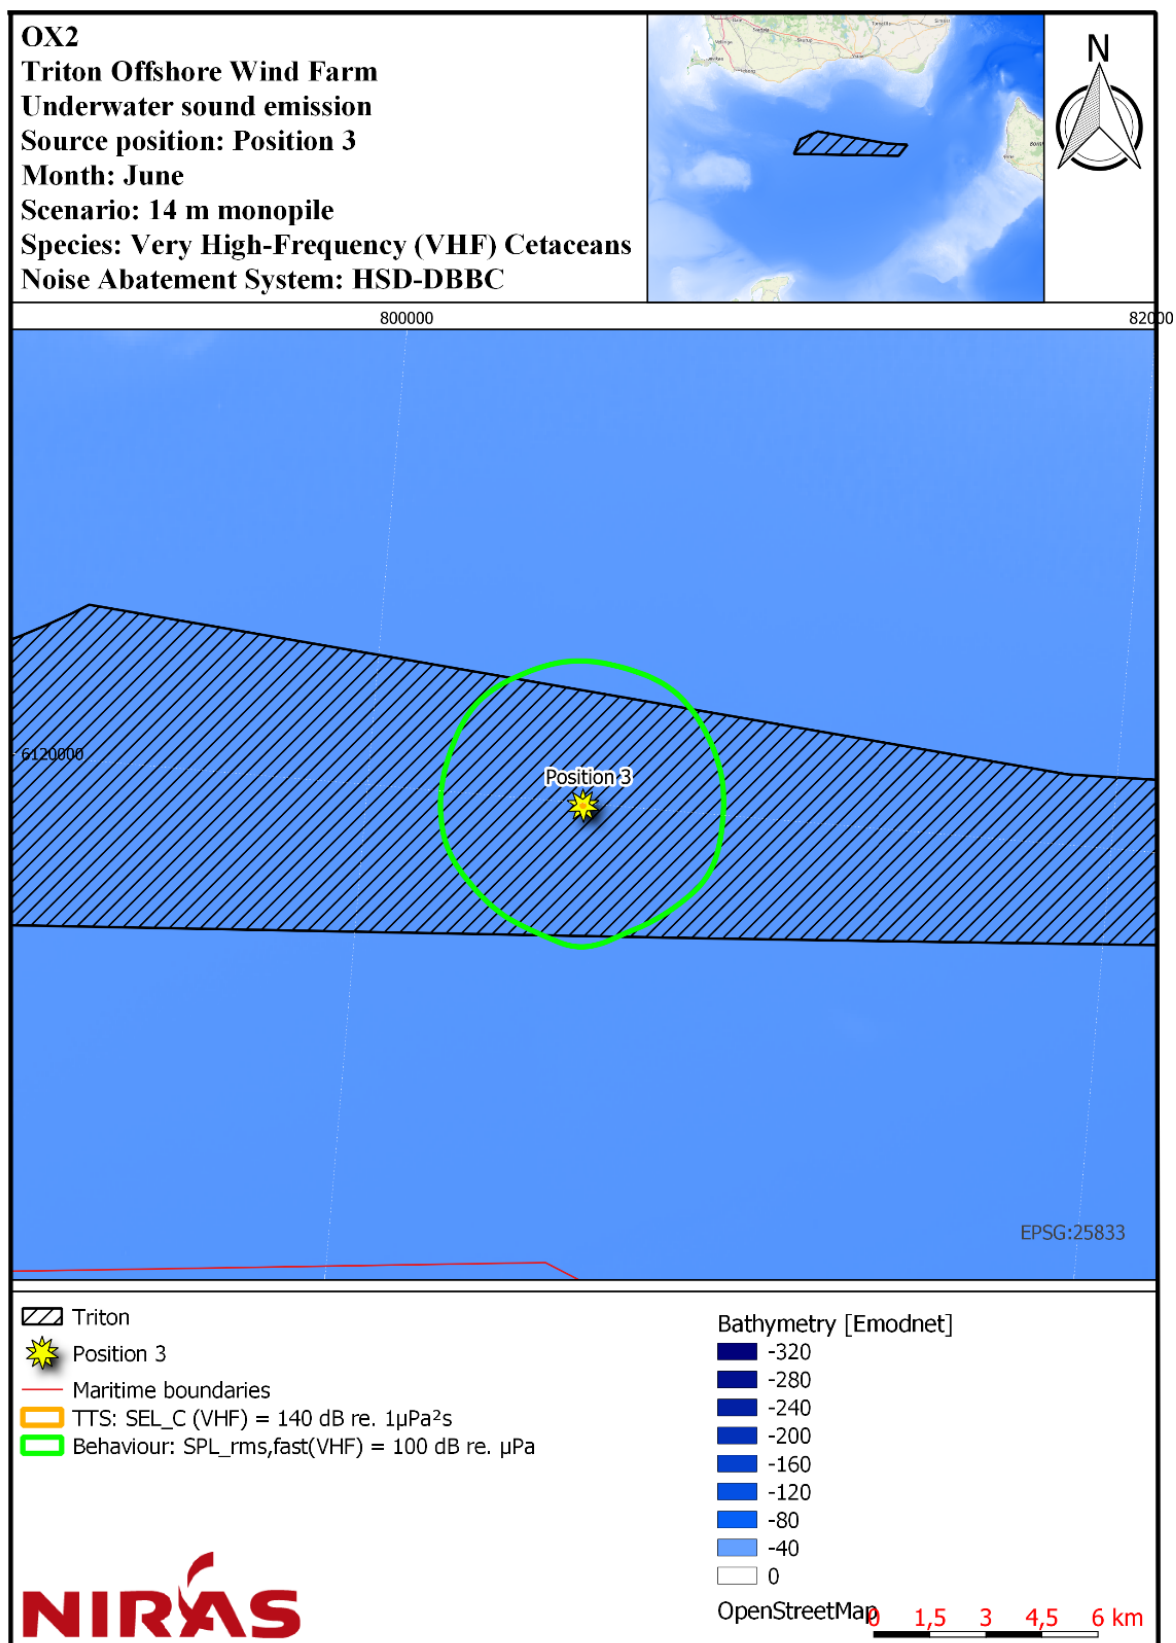 OX2
Triton Offshore Wind Farm
Underwater sound emission
Source position: Position 3
Month: June
Scenario: 14 m monopile
Species: Very High-Frequency (VHF) Cetaceans
Noise Abatement System: HSD-DBBC
N
800000
82000
Position 3
6120000
EPSG:25833
Triton
Position 3
Maritime boundaries
TTS: SEL_C (VHF) = 140 dB re. 1µPa²s
Behaviour: SPL_rms,fast(VHF) = 100 dB re. µPa
Bathymetry [Emodnet]
-320
-280
-240
-200
-160
-120
-80
-40
0
OpenStreetMap
0 1,5 3 4,5 6 km
NIRAS